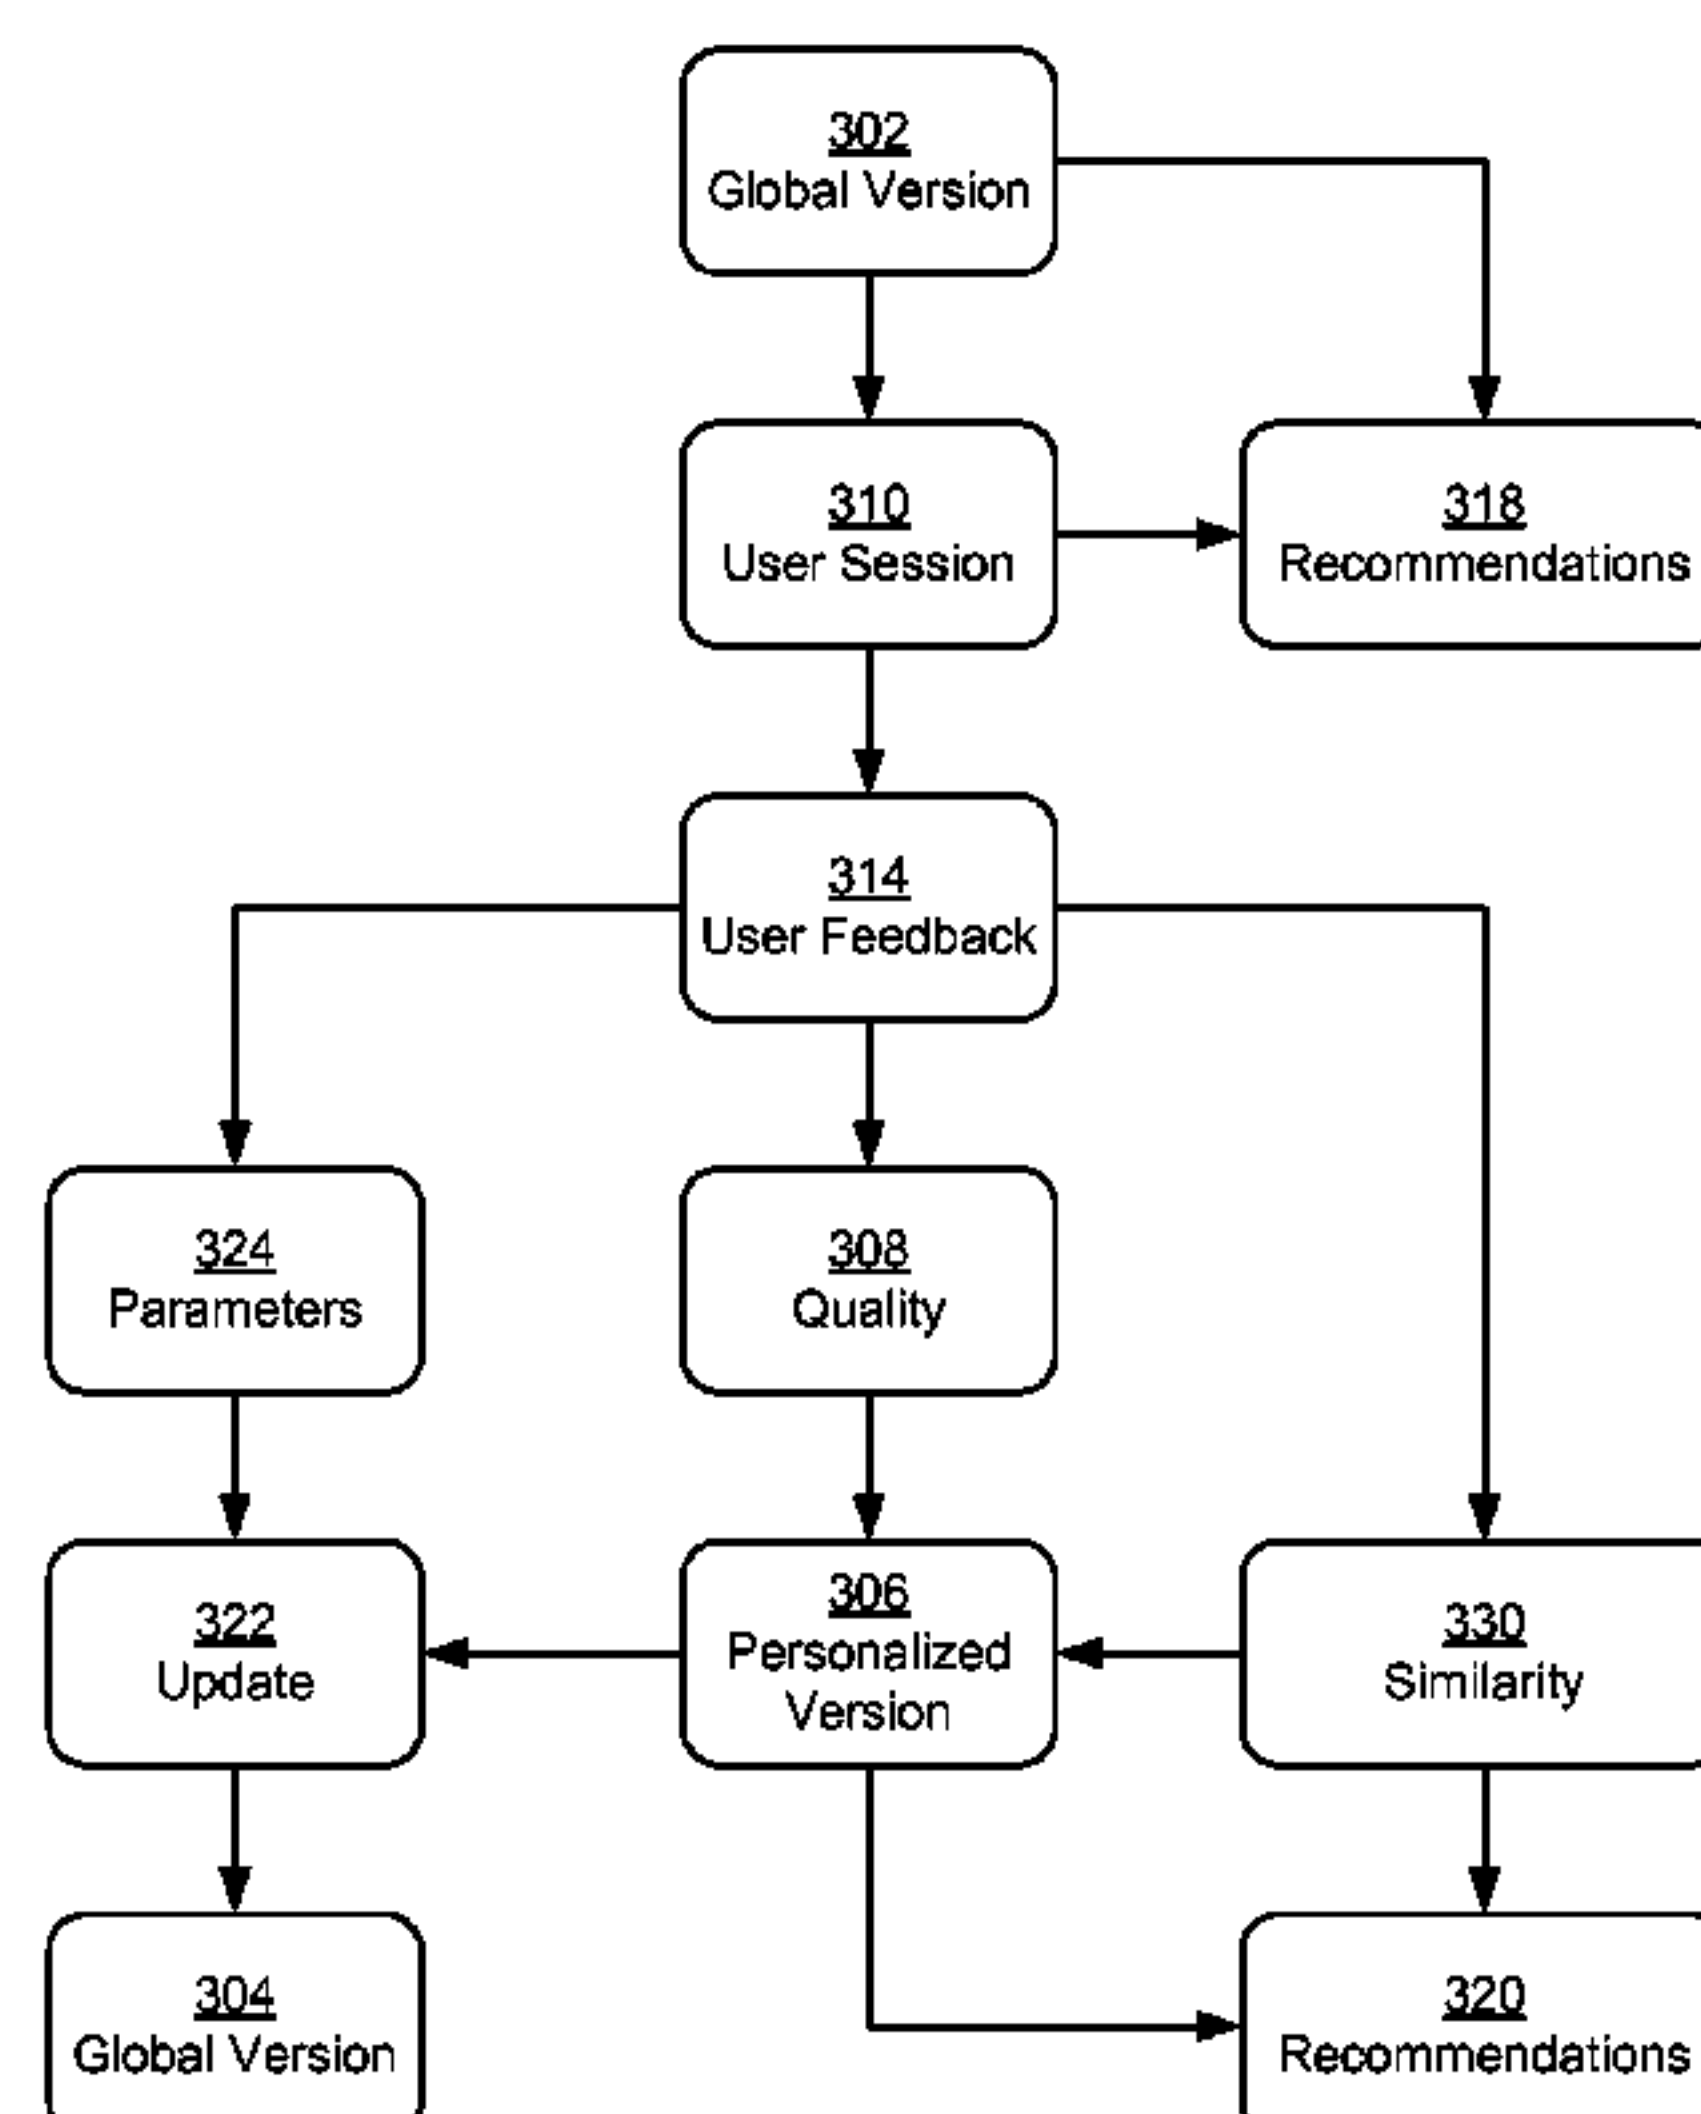 302
Global Version
310
User Session
318
Recommendations
314
User Feedback
324
Parameters
308
Quality
322
Update
306
Personalized
Version
330
Similarity
304
Global Version
320
Recommendations